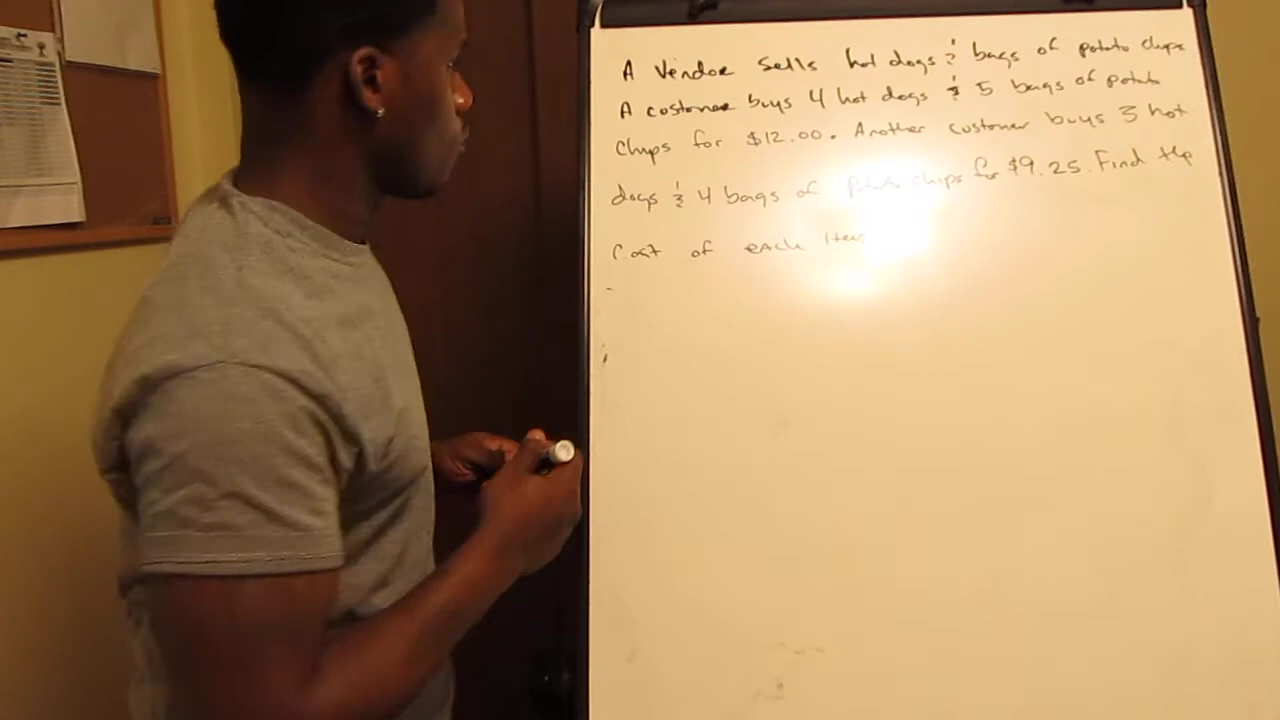 A Vendor Sells hot dogs & bags of potato chips
A customer buys 4 hot dogs & 5 bags of potato
Chips for $12.00. Another customer buys 3 hot
dogs & 4 bags of potato chips for $9.25. Find the
Cost of each Item